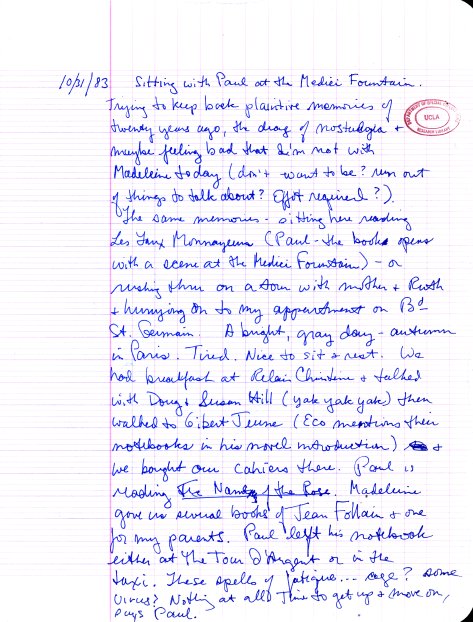 10/31/83 Sitting with Paul at the Medici Fountain.
Trying to keep back plaintive memories of
twenty years ago, the drag of nostalgia +
maybe feeling bad that I'm not with
Madeleine today (don't want to be? run out
of things to talk about? Effort required?).
The same memories - sitting here reading
Les Faux Monnayeurs (Paul - the book opens
with a scene at the Medici Fountain) - or
rushing thru on a tour with mother + Ruth
+ hurrying on to my appointment on Bd
St. Germain. A bright, gray day - autumn
in Paris. Tired. Nice to sit + rest. We
had breakfast at Relais Christine + talked
with Doug + Susan Hill (yak yak yak) then
walked to Gibert Jeune (Eco mentions their
notebooks in his novel introduction) +
we bought our cahiers there. Paul is
reading The Name of the Rose. Madeleine
gave us several books of Jean Follain + one
for my parents. Paul left his notebook
either at the Tour D'Argent or in the
taxi. These spells of fatigue... age? Some
virus? Nothing at all? Time to get up + move on,
says Paul.
DEPARTMENT OF SPECIAL
UCLA
RESEARCH LIBRARY